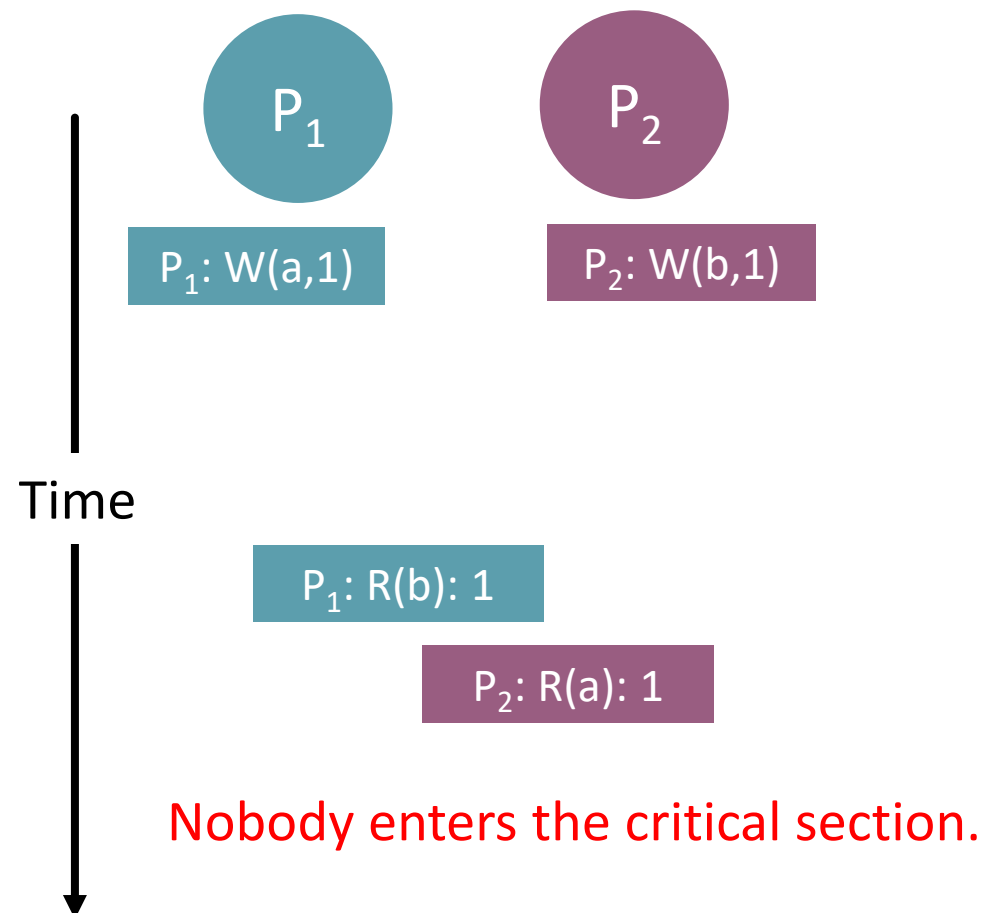 P₁
P₂
P₁: W(a,1)
P₂: W(b,1)
Time
P₁: R(b): 1
P₂: R(a): 1
Nobody enters the critical section.